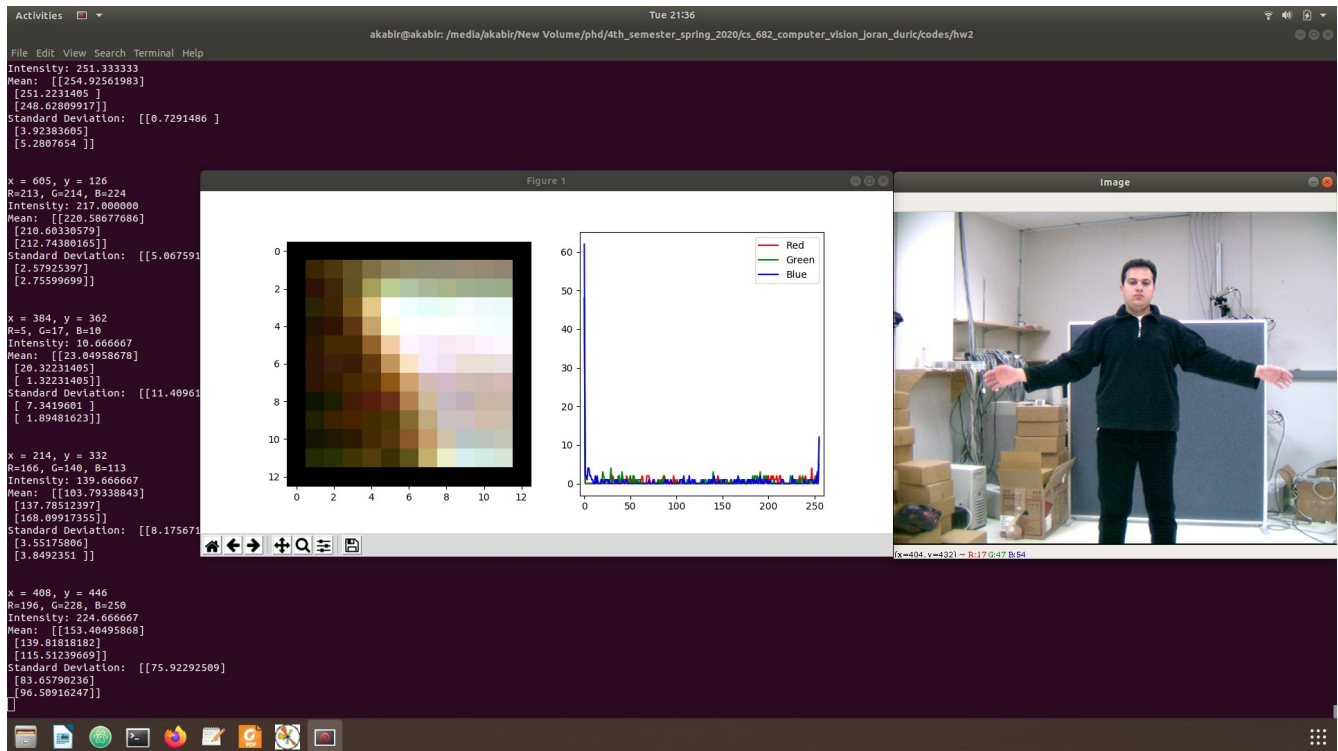 Activities
Tue 21:36
akabir@akabir: /media/akabir/New Volume/phd/4th_semester_spring_2020/cs_682_computer_vision_joran_duric/codes/hw2
File Edit View Search Terminal Help
Intensity: 251.333333
Mean: [[254.92561983]
[251.2231405 ]
[248.62809917]]
Standard Deviation: [[0.7291486 ]
[3.92383605]
[5.2807654 ]]
x = 605, y = 126
R=213, G=214, B=224
Intensity: 217.000000
Mean: [[220.58677686]
[210.60330579]
[212.74380165]]
Standard Deviation: [[5.067591
[2.57925397]
[2.75599699]]
x = 384, y = 362
R=5, G=17, B=10
Intensity: 10.666667
Mean: [[23.04958678]
[20.32231405]
[ 1.32231405]]
Standard Deviation: [[11.40961
[ 7.3419601 ]
[ 1.89481623]]
x = 214, y = 332
R=166, G=140, B=113
Intensity: 139.666667
Mean: [[103.79338843]
[137.78512397]
[168.09917355]]
Standard Deviation: [[8.175671
[3.55175806]
[3.8492351 ]]
x = 408, y = 446
R=196, G=228, B=250
Intensity: 224.666667
Mean: [[153.40495868]
[139.81818182]
[115.51239669]]
Standard Deviation: [[75.92292509]
[83.65790236]
[96.50916247]]
Figure 1
0
2
4
6
8
10
12
0 2 4 6 8 10 12
60
50
40
30
20
10
0
0 50 100 150 200 250
Red
Green
Blue
Image
(x=404, y=432) ~ R:17 G:47 B:54
PDF